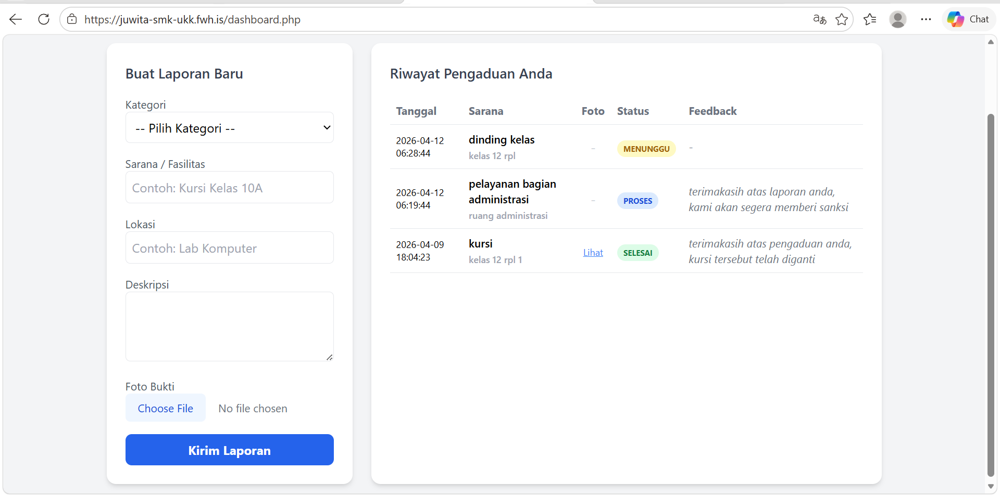 https://juwita-smk-ukk.fwh.is/dashboard.php
Chat
Buat Laporan Baru
Kategori
-- Pilih Kategori --
Sarana / Fasilitas
Contoh: Kursi Kelas 10A
Lokasi
Contoh: Lab Komputer
Deskripsi
Foto Bukti
Choose File No file chosen
Kirim Laporan
Riwayat Pengaduan Anda
Tanggal Sarana Foto Status Feedback
2026-04-12
06:28:44
dinding kelas
kelas 12 rpl
-
MENUNGGU
-
2026-04-12
06:19:44
pelayanan bagian
administrasi
ruang administrasi
-
PROSES
terimakasih atas laporan anda,
kami akan segera memberi sanksi
2026-04-09
18:04:23
kursi
kelas 12 rpl 1
Lihat
SELESAI
terimakasih atas pengaduan anda,
kursi tersebut telah diganti